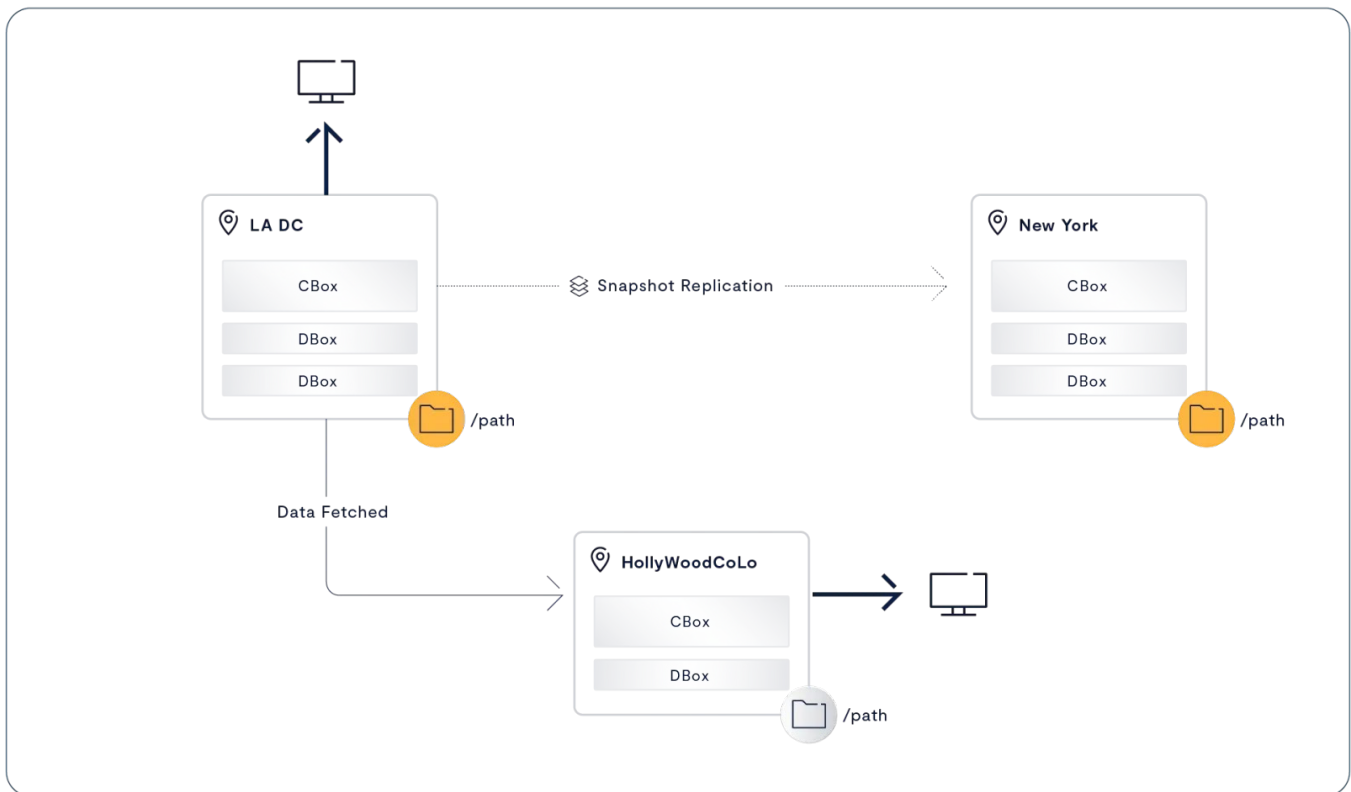 LA DC
CBox
DBox
DBox
/path
Snapshot Replication
New York
CBox
DBox
DBox
/path
Data Fetched
HollyWoodCoLo
CBox
DBox
/path